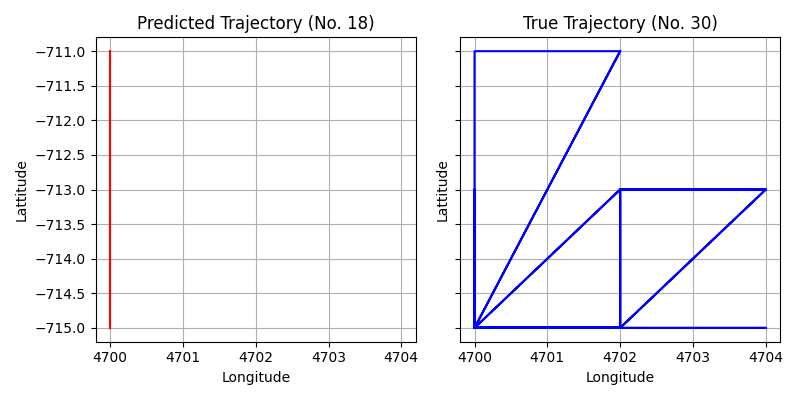 Predicted Trajectory (No. 18)
−711.0
−711.5
−712.0
−712.5
−713.0
−713.5
−714.0
−714.5
−715.0
Lattitude
4700 4701 4702 4703 4704
Longitude
True Trajectory (No. 30)
Lattitude
4700 4701 4702 4703 4704
Longitude